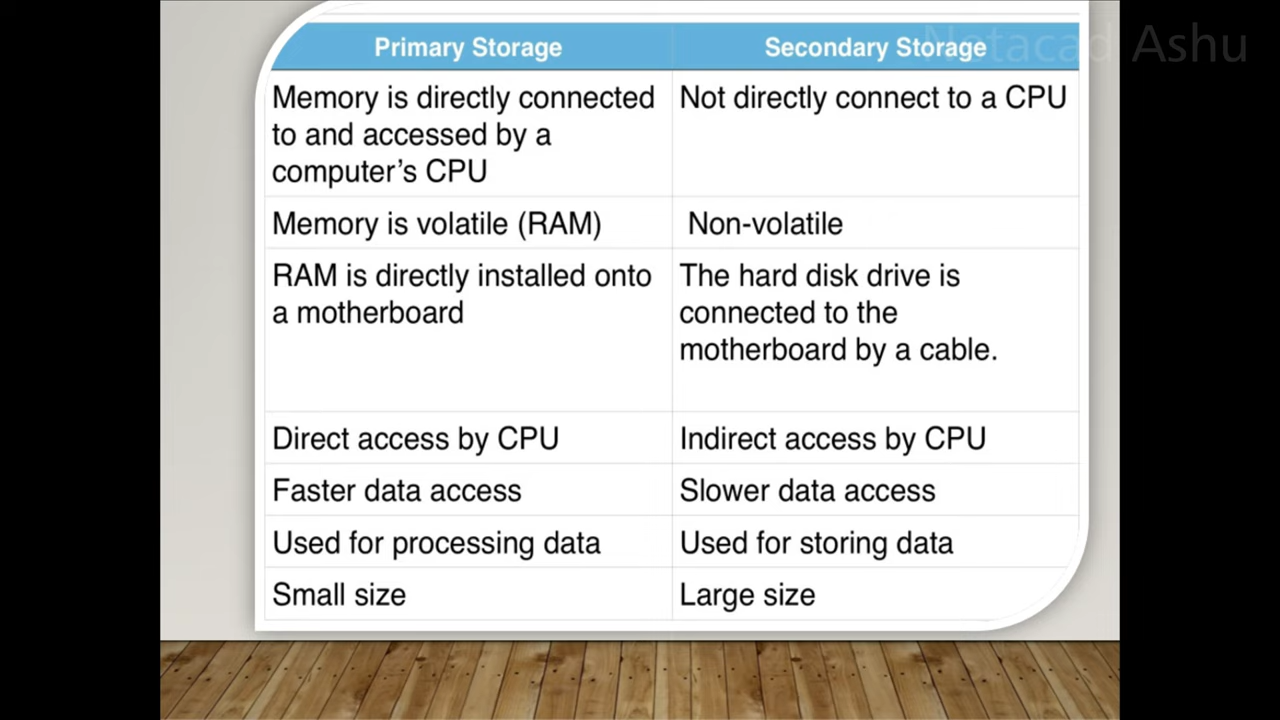 Netacad Ashu
Primary Storage
Secondary Storage
Memory is directly connected
to and accessed by a
computer’s CPU
Not directly connect to a CPU
Memory is volatile (RAM)
Non-volatile
RAM is directly installed onto
a motherboard
The hard disk drive is
connected to the
motherboard by a cable.
Direct access by CPU
Indirect access by CPU
Faster data access
Slower data access
Used for processing data
Used for storing data
Small size
Large size